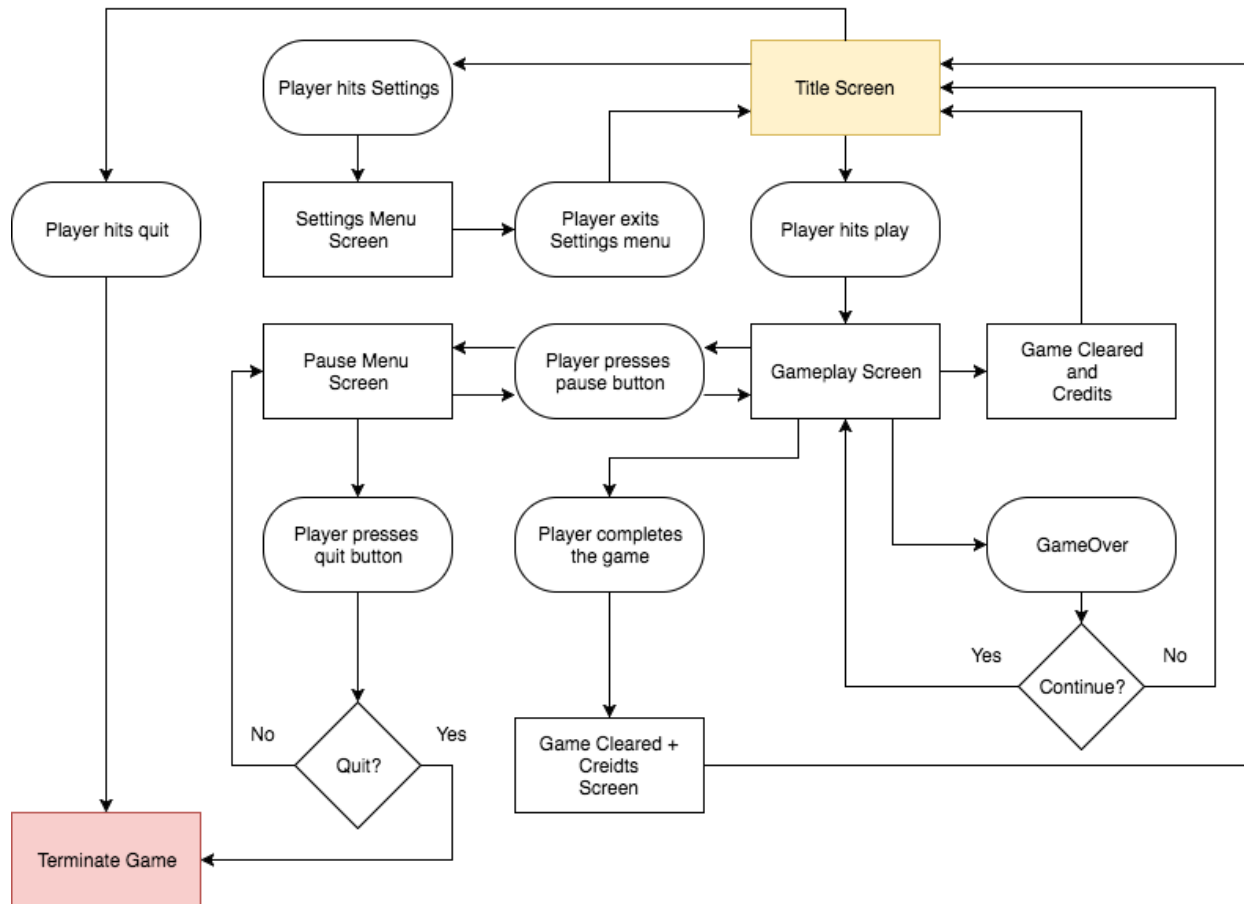 Player hits Settings
Title Screen
Player hits quit
Settings Menu
Screen
Player exits
Settings menu
Player hits play
Pause Menu
Screen
Player presses
pause button
Gameplay Screen
Game Cleared
and
Credits
Player presses
quit button
Player completes
the game
GameOver
Yes
No
Continue?
No
Yes
Quit?
Game Cleared +
Creidts
Screen
Terminate Game